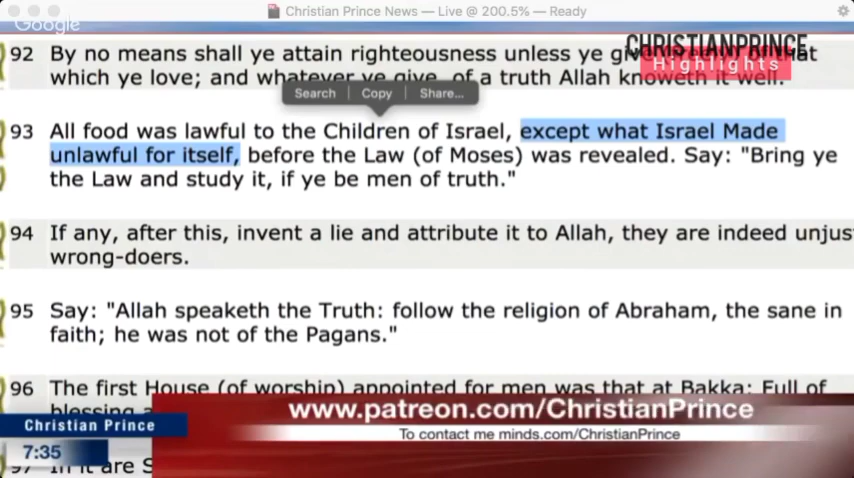 Christian Prince News — Live @ 200.5% — Ready
Google
CHRISTIANPRINCE
Highlights
92 By no means shall ye attain righteousness unless ye
which ye love; and whatever ye give, of a truth Allah knoweth it well.
Search Copy Share...
93 All food was lawful to the Children of Israel, except what Israel Made
unlawful for itself, before the Law (of Moses) was revealed. Say: "Bring ye
the Law and study it, if ye be men of truth."
94 If any, after this, invent a lie and attribute it to Allah, they are indeed unjus
wrong-doers.
95 Say: "Allah speaketh the Truth: follow the religion of Abraham, the sane in
faith; he was not of the Pagans."
96 The first House (of worship) appointed for men was that at Bakka: Full of
blessing
www.patreon.com/ChristianPrince
Christian Prince
To contact me minds.com/ChristianPrince
7:35
97 In it are S